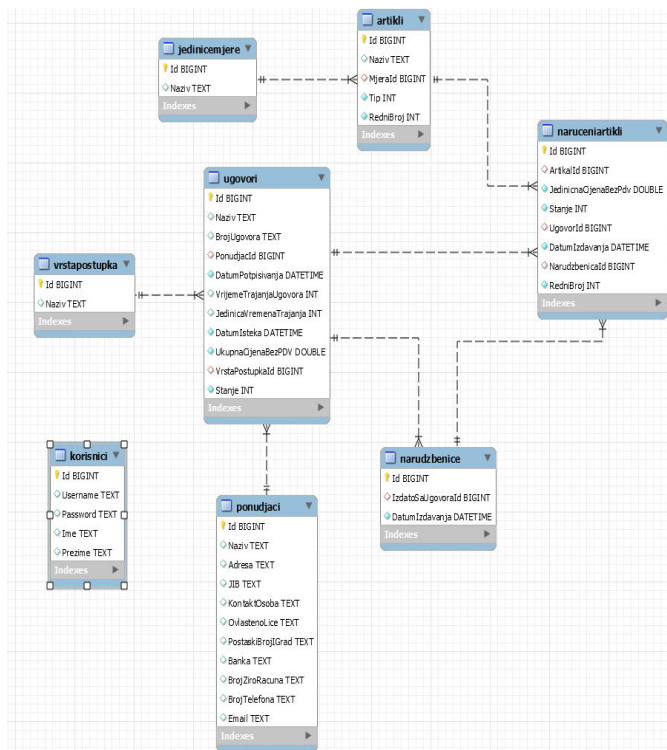 artikli
Id BIGINT
Naziv TEXT
MjeraId BIGINT
Tip INT
RedniBroj INT
Indexes
jedinicemjere
Id BIGINT
Naziv TEXT
Indexes
naruceniartikli
Id BIGINT
ArtikalId BIGINT
JedinicnaCijenaBezPdv DOUBLE
Stanje INT
UgovorId BIGINT
DatumIzdavanja DATETIME
NarudzbenicaId BIGINT
RedniBroj INT
Indexes
ugovori
Id BIGINT
Naziv TEXT
BrojUgovora TEXT
PonudjacId BIGINT
DatumPotpisivanja DATETIME
VrijemeTrajanjaUgovora INT
JedinicaVremenaTrajanja INT
DatumIsteka DATETIME
UkupnaCijenaBezPDV DOUBLE
VrstaPostupkaId BIGINT
Stanje INT
Indexes
vrstapostupka
Id BIGINT
Naziv TEXT
Indexes
korisnici
Id BIGINT
Username TEXT
Password TEXT
Ime TEXT
Prezime TEXT
Indexes
narudzbenice
Id BIGINT
IzdatoSaUgovoraId BIGINT
DatumIzdavanja DATETIME
Indexes
ponudjaci
Id BIGINT
Naziv TEXT
Adresa TEXT
JIB TEXT
KontaktOsoba TEXT
OvlastenoLice TEXT
PostaskiBrojIGrad TEXT
Banka TEXT
BrojZiroRacuna TEXT
BrojTelefona TEXT
Email TEXT
Indexes